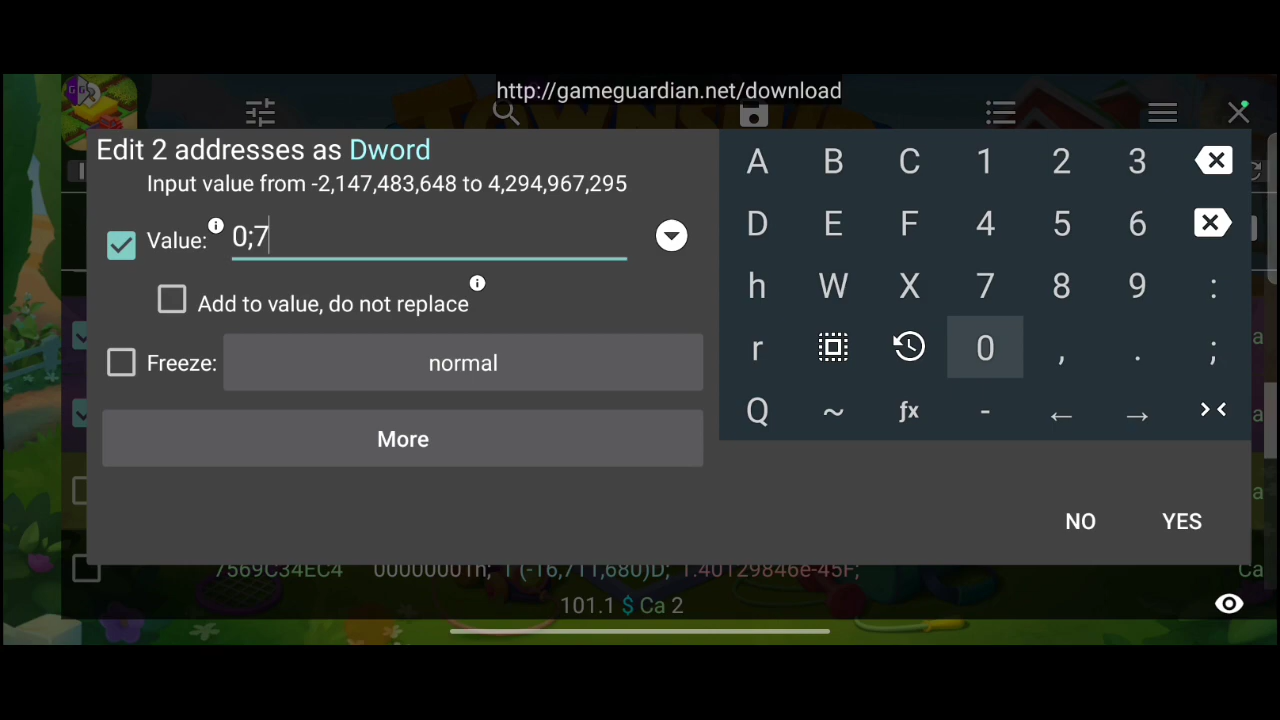 http://gameguardian.net/download
Edit 2 addresses as Dword
Input value from -2,147,483,648 to 4,294,967,295
Value: 0;7
Add to value, do not replace
Freeze: normal
More
A B C 1 2 3
D E F 4 5 6
h W X 7 8 9 :
r 0 , . ;
Q ~ ƒx - ← → ><
NO YES
7569C34EC4 00000001h; 1 (-16,711,680)D; 1.40129846e-45F; Ca
101.1 $ Ca 2